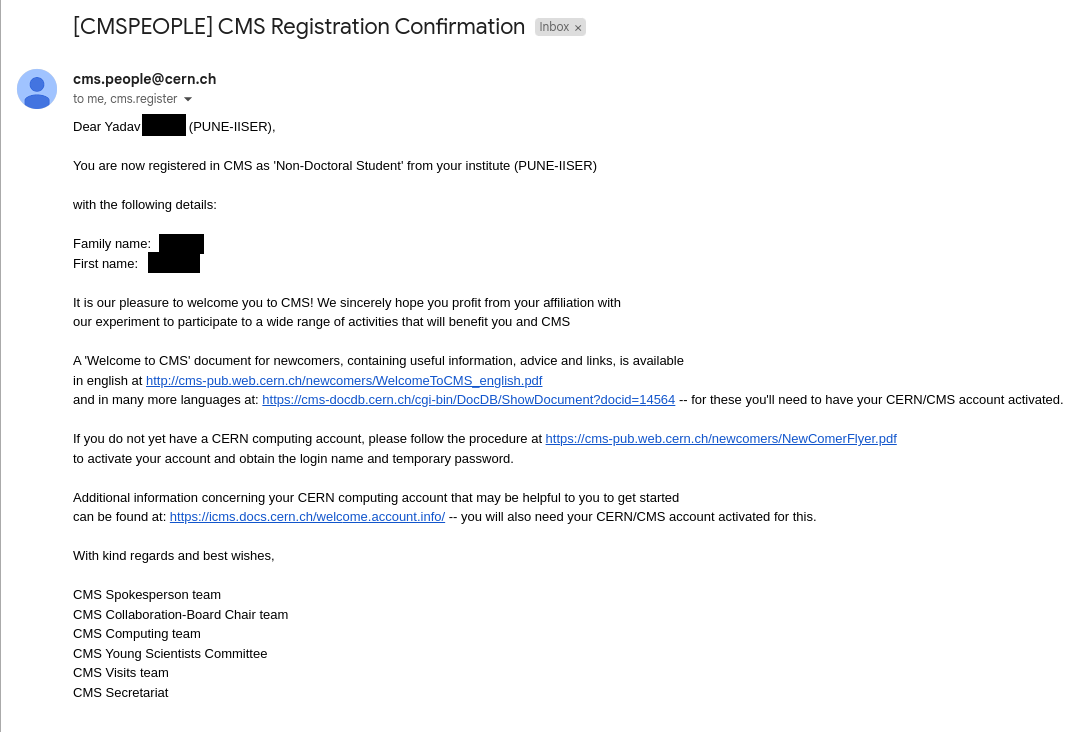 [CMSPEOPLE] CMS Registration Confirmation Inbox ×
cms.people@cern.ch
to me, cms.register
Dear Yadav (PUNE-IISER),
You are now registered in CMS as 'Non-Doctoral Student' from your institute (PUNE-IISER)
with the following details:
Family name:
First name:
It is our pleasure to welcome you to CMS! We sincerely hope you profit from your affiliation with
our experiment to participate to a wide range of activities that will benefit you and CMS
A 'Welcome to CMS' document for newcomers, containing useful information, advice and links, is available
in english at http://cms-pub.web.cern.ch/newcomers/WelcomeToCMS_english.pdf
and in many more languages at: https://cms-docdb.cern.ch/cgi-bin/DocDB/ShowDocument?docid=14564 -- for these you'll need to have your CERN/CMS account activated.
If you do not yet have a CERN computing account, please follow the procedure at https://cms-pub.web.cern.ch/newcomers/NewComerFlyer.pdf
to activate your account and obtain the login name and temporary password.
Additional information concerning your CERN computing account that may be helpful to you to get started
can be found at: https://icms.docs.cern.ch/welcome.account.info/ -- you will also need your CERN/CMS account activated for this.
With kind regards and best wishes,
CMS Spokesperson team
CMS Collaboration-Board Chair team
CMS Computing team
CMS Young Scientists Committee
CMS Visits team
CMS Secretariat